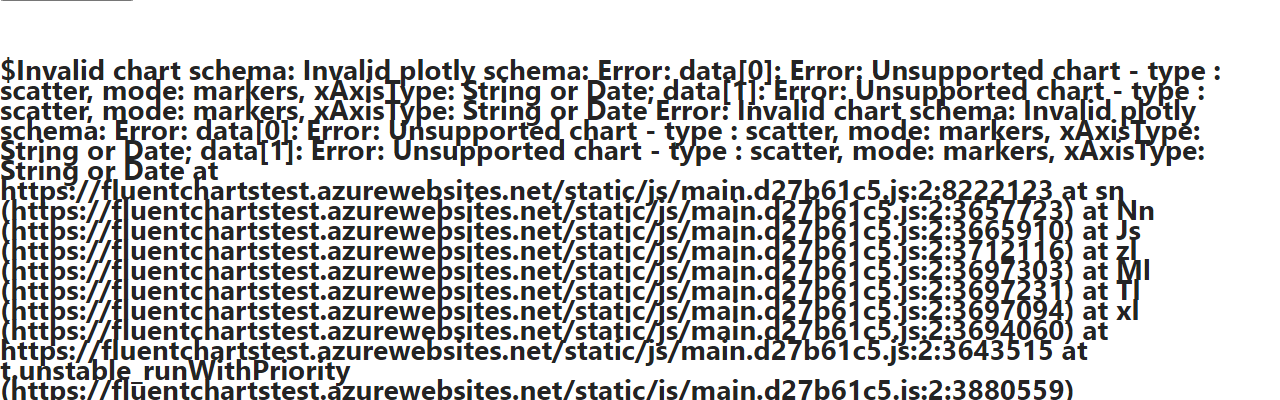 $Invalid chart schema: Invalid plotly schema: Error: data[0]: Error: Unsupported chart - type :
scatter, mode: markers, xAxisType: String or Date; data[1]: Error: Unsupported chart - type :
scatter, mode: markers, xAxisType: String or Date Error: Invalid chart schema: Invalid plotly
schema: Error: data[0]: Error: Unsupported chart - type : scatter, mode: markers, xAxisType:
String or Date; data[1]: Error: Unsupported chart - type : scatter, mode: markers, xAxisType:
String or Date at
https://fluentchartstest.azurewebsites.net/static/js/main.d27b61c5.js:2:8222123 at sn
(https://fluentchartstest.azurewebsites.net/static/js/main.d27b61c5.js:2:3657723) at Nn
(https://fluentchartstest.azurewebsites.net/static/js/main.d27b61c5.js:2:3665910) at Js
(https://fluentchartstest.azurewebsites.net/static/js/main.d27b61c5.js:2:3712116) at zl
(https://fluentchartstest.azurewebsites.net/static/js/main.d27b61c5.js:2:3697303) at Ml
(https://fluentchartstest.azurewebsites.net/static/js/main.d27b61c5.js:2:3697231) at Tl
(https://fluentchartstest.azurewebsites.net/static/js/main.d27b61c5.js:2:3697094) at xl
(https://fluentchartstest.azurewebsites.net/static/js/main.d27b61c5.js:2:3694060) at
https://fluentchartstest.azurewebsites.net/static/js/main.d27b61c5.js:2:3643515 at
t.unstable_runWithPriority
(https://fluentchartstest.azurewebsites.net/static/js/main.d27b61c5.js:2:3880559)